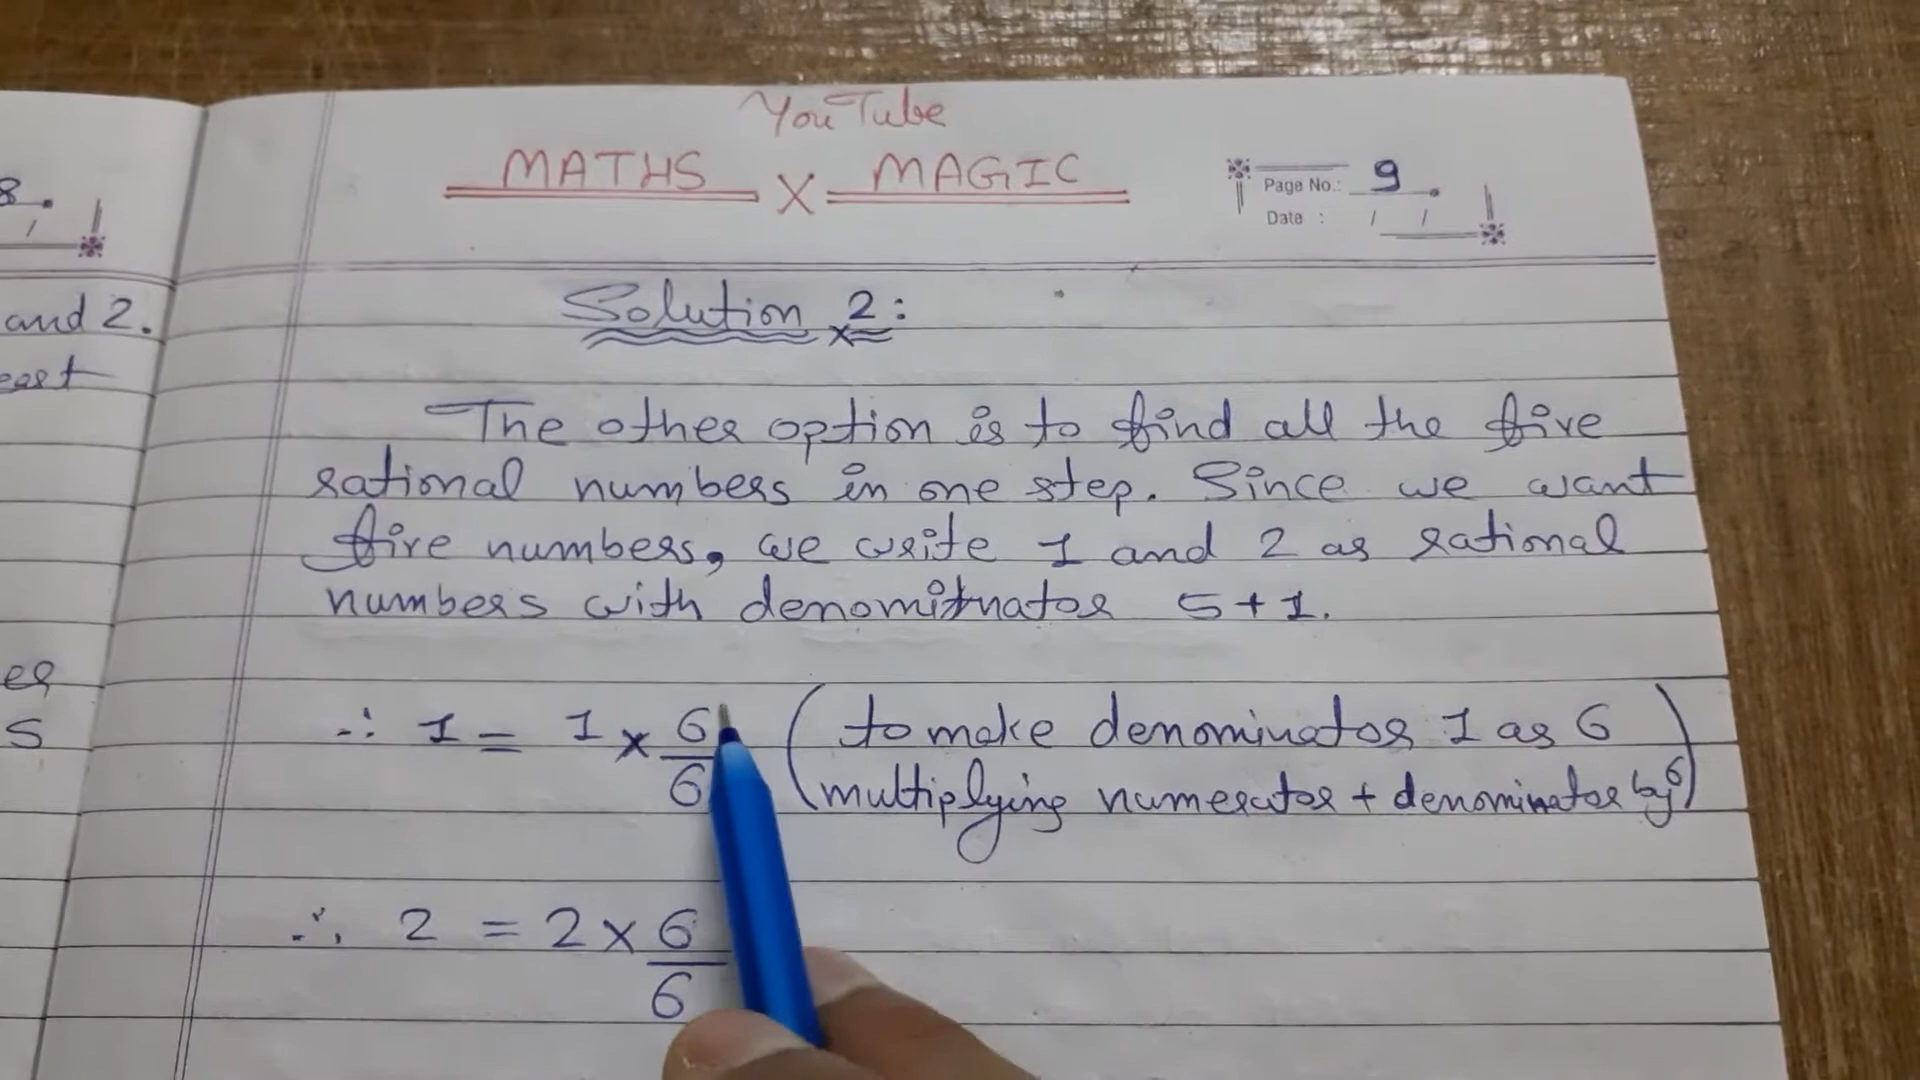 8.
and 2.
YouTube
MATHS X MAGIC
Page No.: 9.
Date : / /
Solution 2:
The other option is to find all the five
rational numbers in one step. Since we want
five numbers, we write 1 and 2 as rational
numbers with denominator 5+1.
∴ 1 = 1 × 6/6 (to make denominator 1 as 6
multiplying numerator + denominator by 6)
∴ 2 = 2 × 6/6